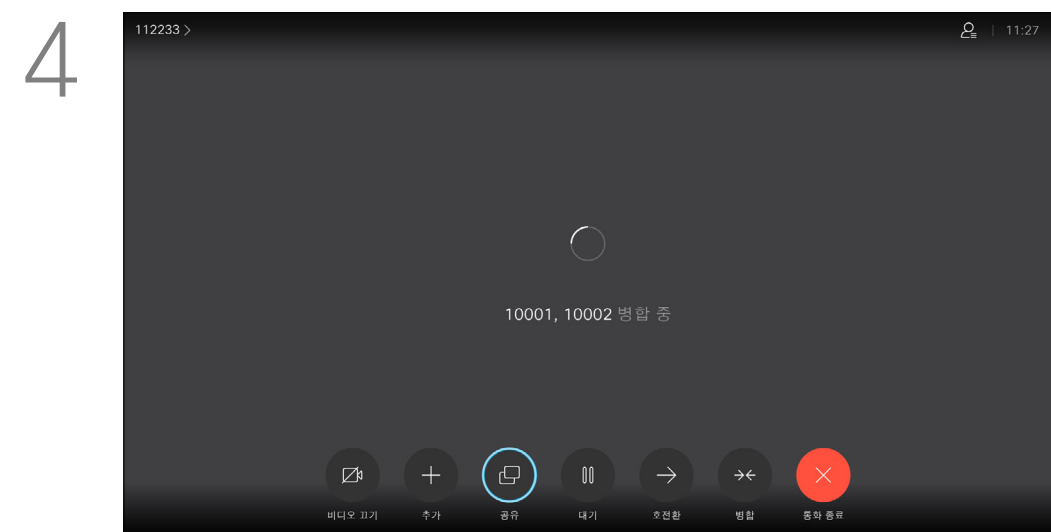 4
112233 >
11:27
10001, 10002 병합 중
비디오 끄기
추가
공유
대기
호전환
병합
통화 종료